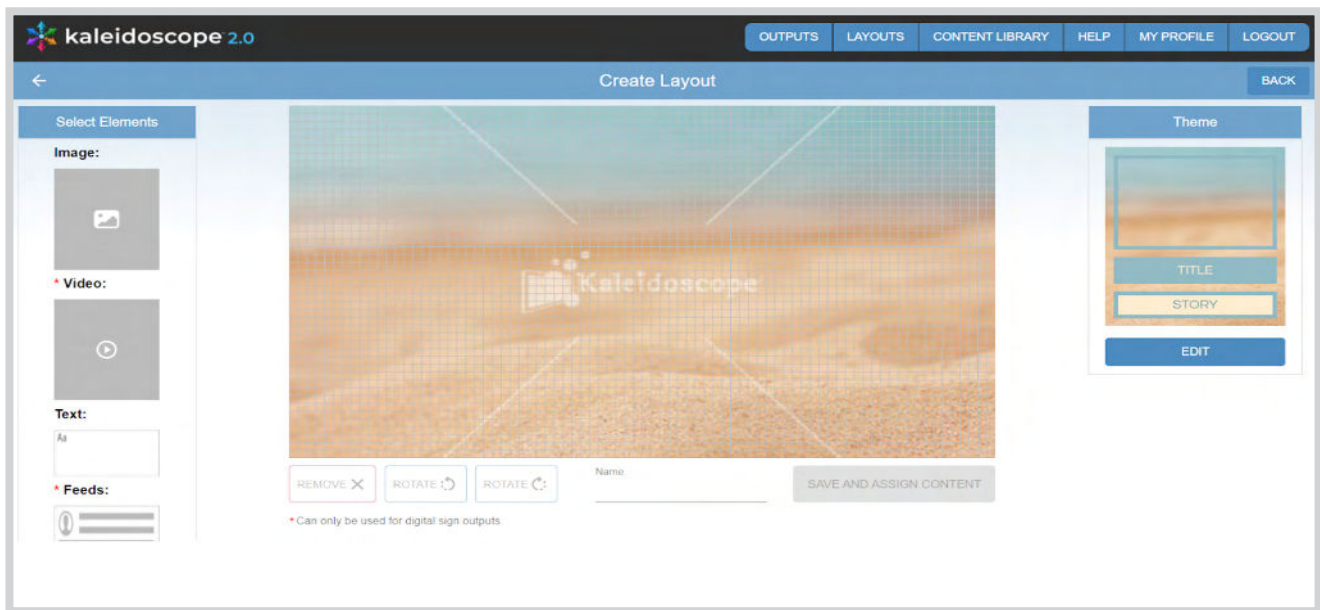 kaleidoscope 2.0
OUTPUTS LAYOUTS CONTENT LIBRARY HELP MY PROFILE LOGOUT
Create Layout
BACK
Select Elements
Image:
* Video:
Text:
Aa
* Feeds:
Kaleidoscope
REMOVE ROTATE ROTATE
Name:
SAVE AND ASSIGN CONTENT
* Can only be used for digital sign outputs
Theme
TITLE
STORY
EDIT